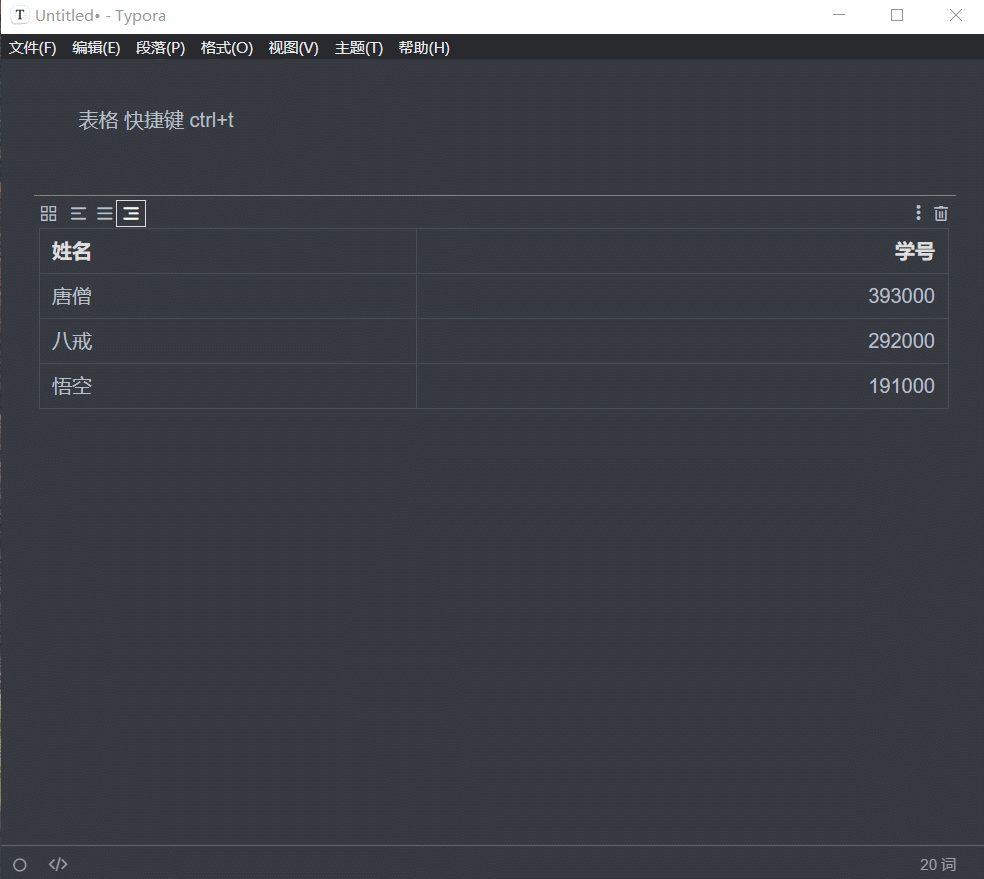 Untitled• - Typora
文件(F) 编辑(E) 段落(P) 格式(O) 视图(V) 主题(T) 帮助(H)
表格 快捷键 ctrl+t
姓名 学号
唐僧 393000
八戒 292000
悟空 191000
20 词